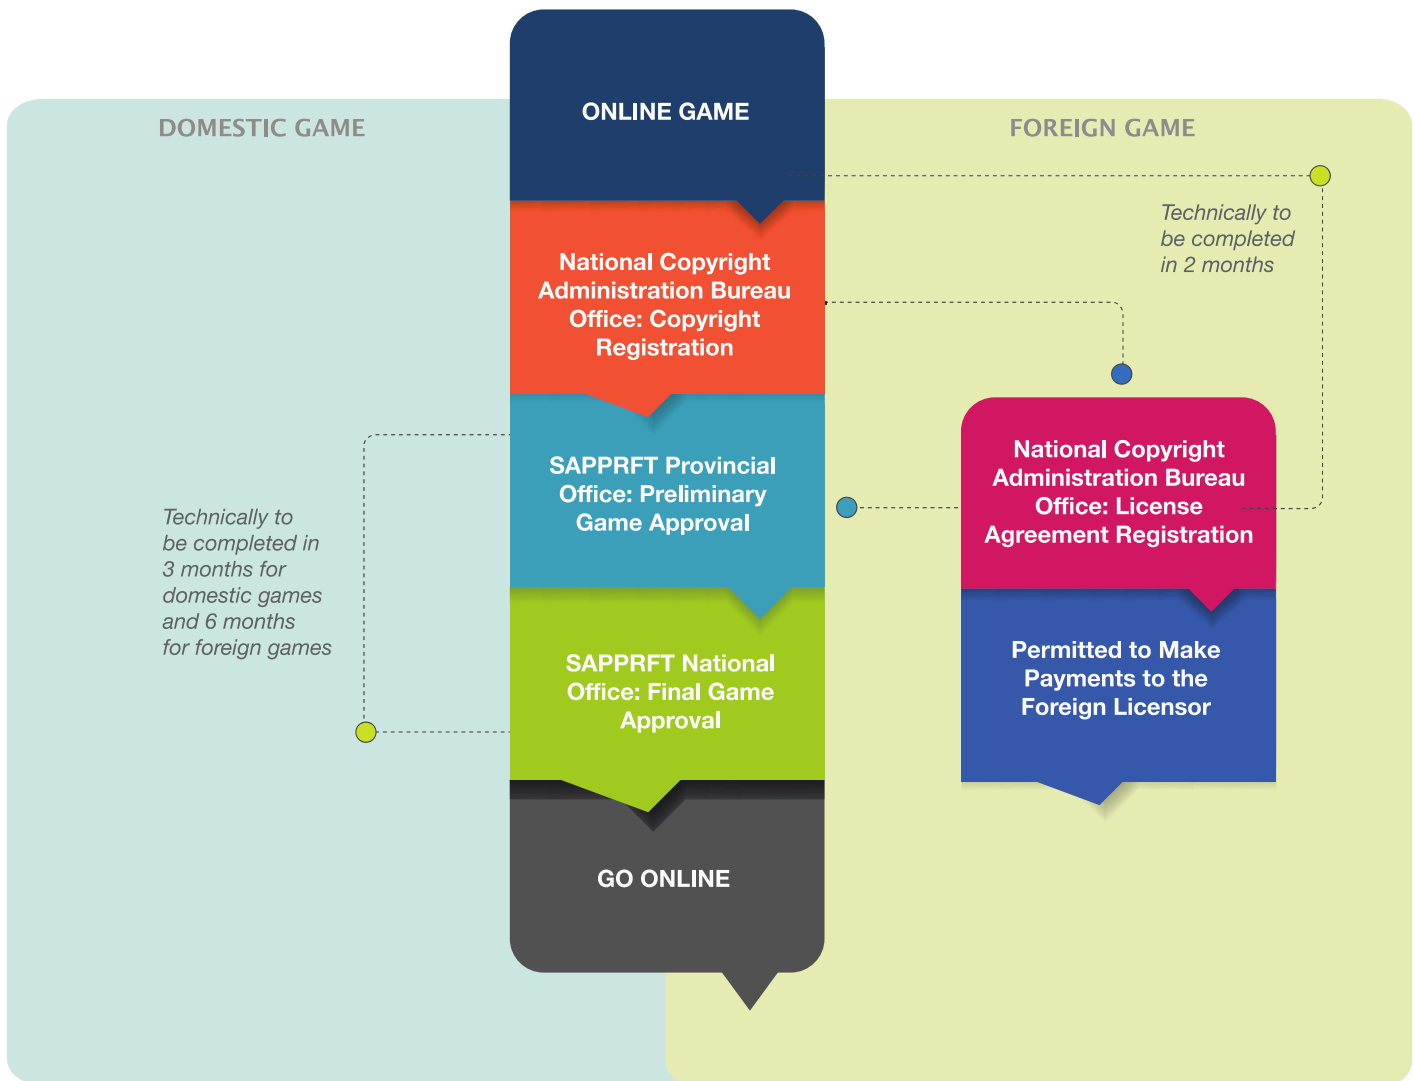 ONLINE GAME
DOMESTIC GAME
FOREIGN GAME
Technically to
be completed
in 2 months
National Copyright
Administration Bureau
Office: Copyright
Registration
National Copyright
Administration Bureau
Office: License
Agreement Registration
SAPPRFT Provincial
Office: Preliminary
Game Approval
Technically to
be completed in
3 months for
domestic games
and 6 months
for foreign games
Permitted to Make
Payments to the
Foreign Licensor
SAPPRFT National
Office: Final Game
Approval
GO ONLINE